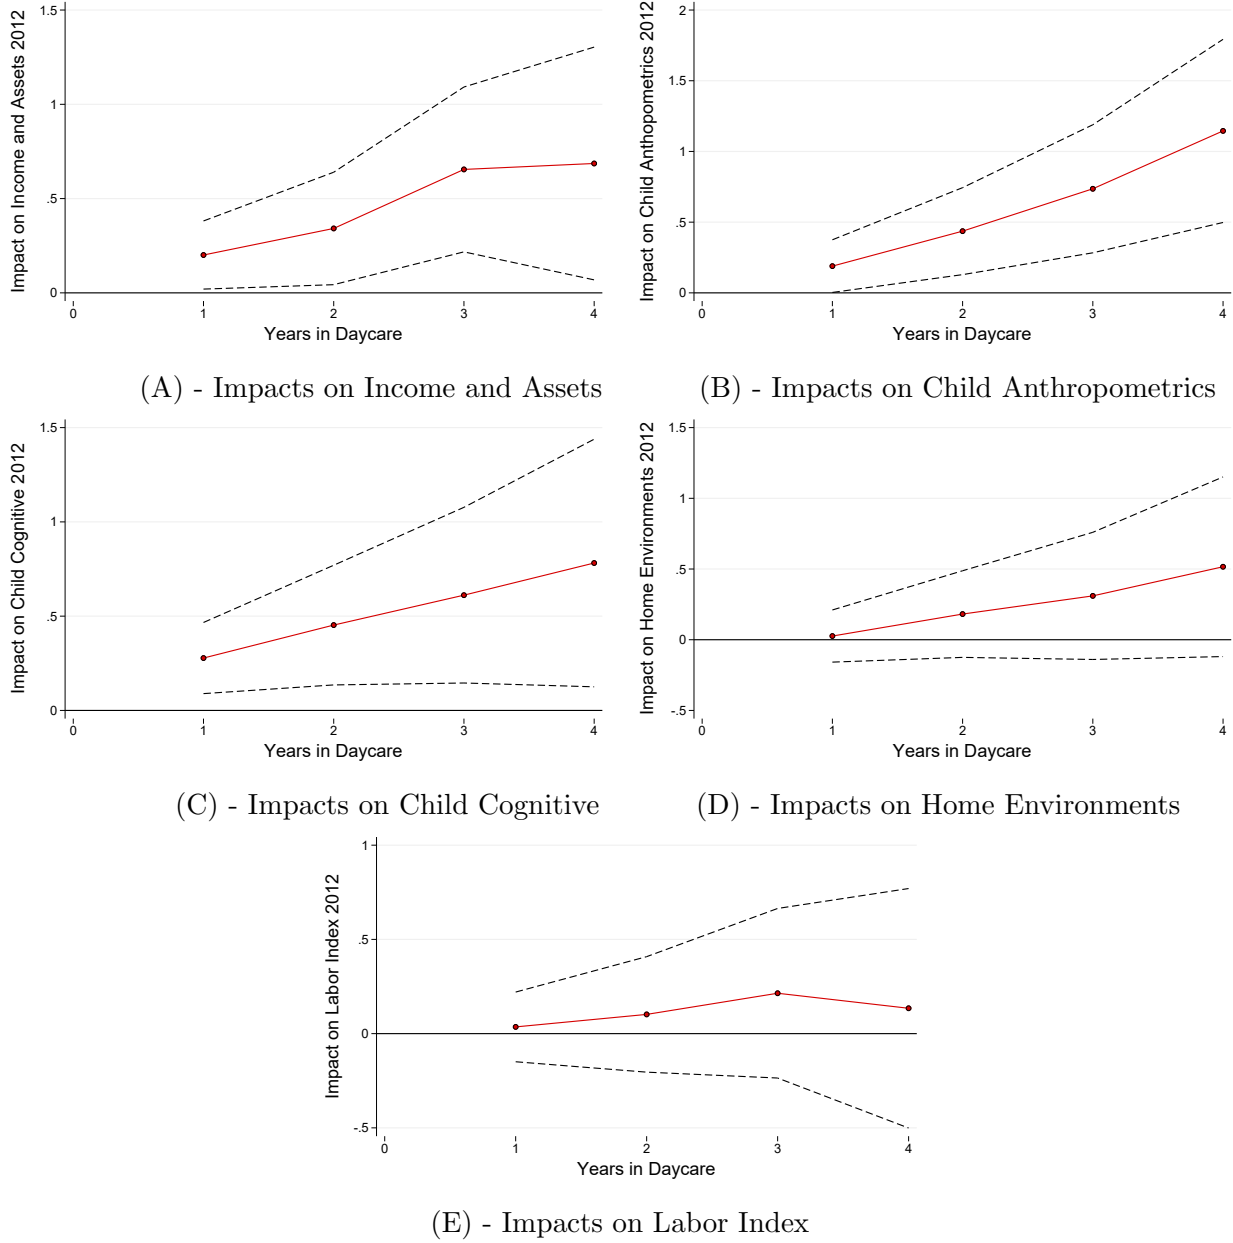 Impact on Income and Assets 2012
1.5
1
.5
0
0 1 2 3 4
Years in Daycare
(A) - Impacts on Income and Assets
Impact on Child Anthopometrics 2012
2
1.5
1
.5
0
0 1 2 3 4
Years in Daycare
(B) - Impacts on Child Anthropometrics
Impact on Child Cognitive 2012
1.5
1
.5
0
0 1 2 3 4
Years in Daycare
(C) - Impacts on Child Cognitive
Impact on Home Environments 2012
1.5
1
.5
0
-.5
0 1 2 3 4
Years in Daycare
(D) - Impacts on Home Environments
Impact on Labor Index 2012
1
.5
0
-.5
0 1 2 3 4
Years in Daycare
(E) - Impacts on Labor Index